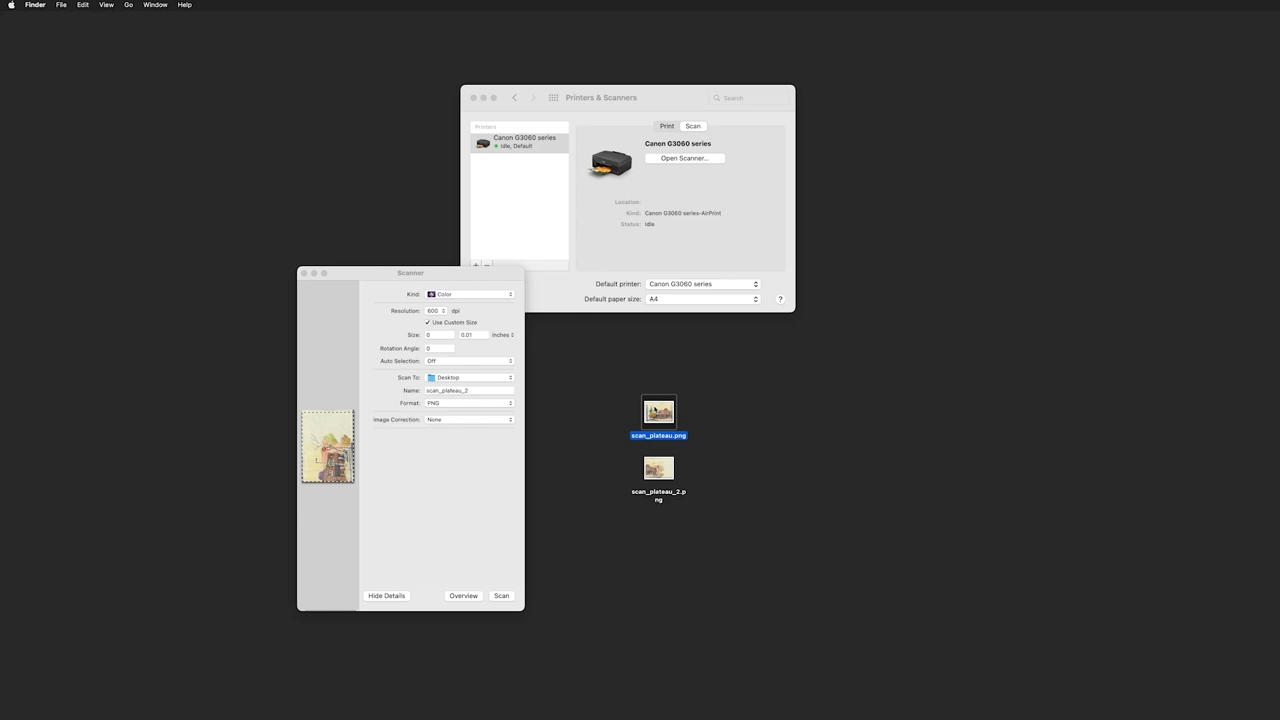 Finder File Edit View Go Window Help
Printers & Scanners
Search
Printers
Canon G3060 series
Idle, Default
Print Scan
Canon G3060 series
Open Scanner...
Location:
Kind: Canon G3060 series-AirPrint
Status: Idle
+ −
Default printer: Canon G3060 series
Default paper size: A4
?
Scanner
Kind: Color
Resolution: 600 dpi
✓ Use Custom Size
Size: 0 0.01 inches
Rotation Angle: 0
Auto Selection: Off
Scan To: Desktop
Name: scan_plateau_2
Format: PNG
Image Correction: None
Hide Details Overview Scan
scan_plateau.png
scan_plateau_2.p
ng